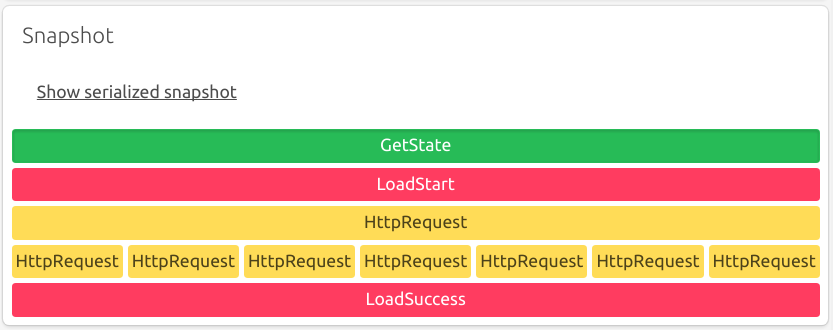 Snapshot
Show serialized snapshot
GetState
LoadStart
HttpRequest
HttpRequest HttpRequest HttpRequest HttpRequest HttpRequest HttpRequest HttpRequest
LoadSuccess